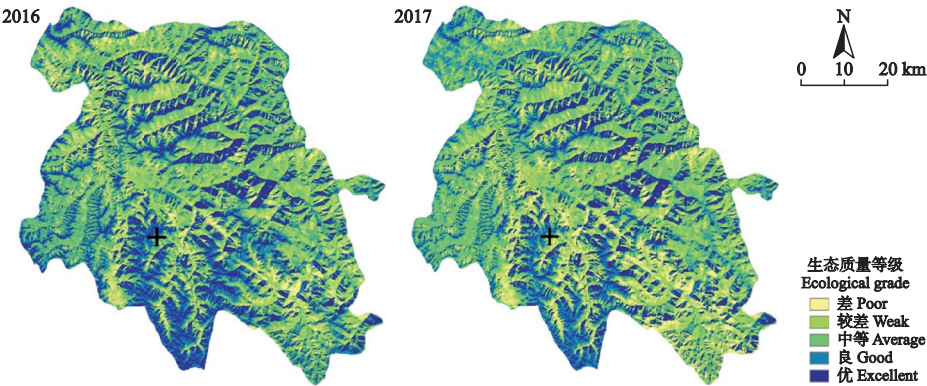 2016
2017
N
0 10 20 km
生态质量等级
Ecological grade
差 Poor
较差 Weak
中等 Average
良 Good
优 Excellent